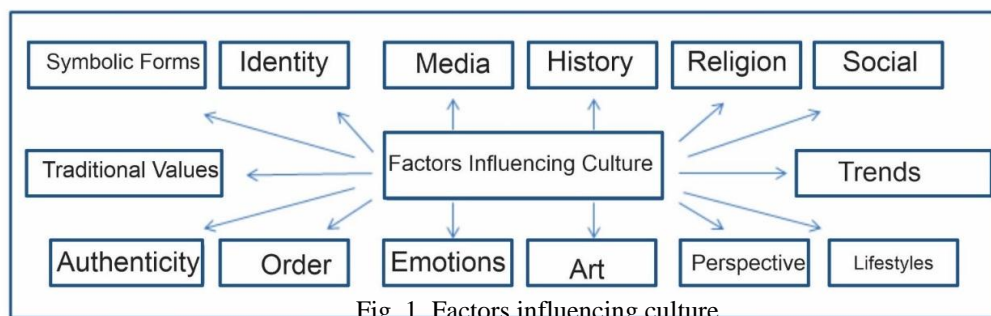 Symbolic Forms Identity Media History Religion Social
Traditional Values Factors Influencing Culture Trends
Authenticity Order Emotions Art Perspective Lifestyles
Fig. 1. Factors influencing culture